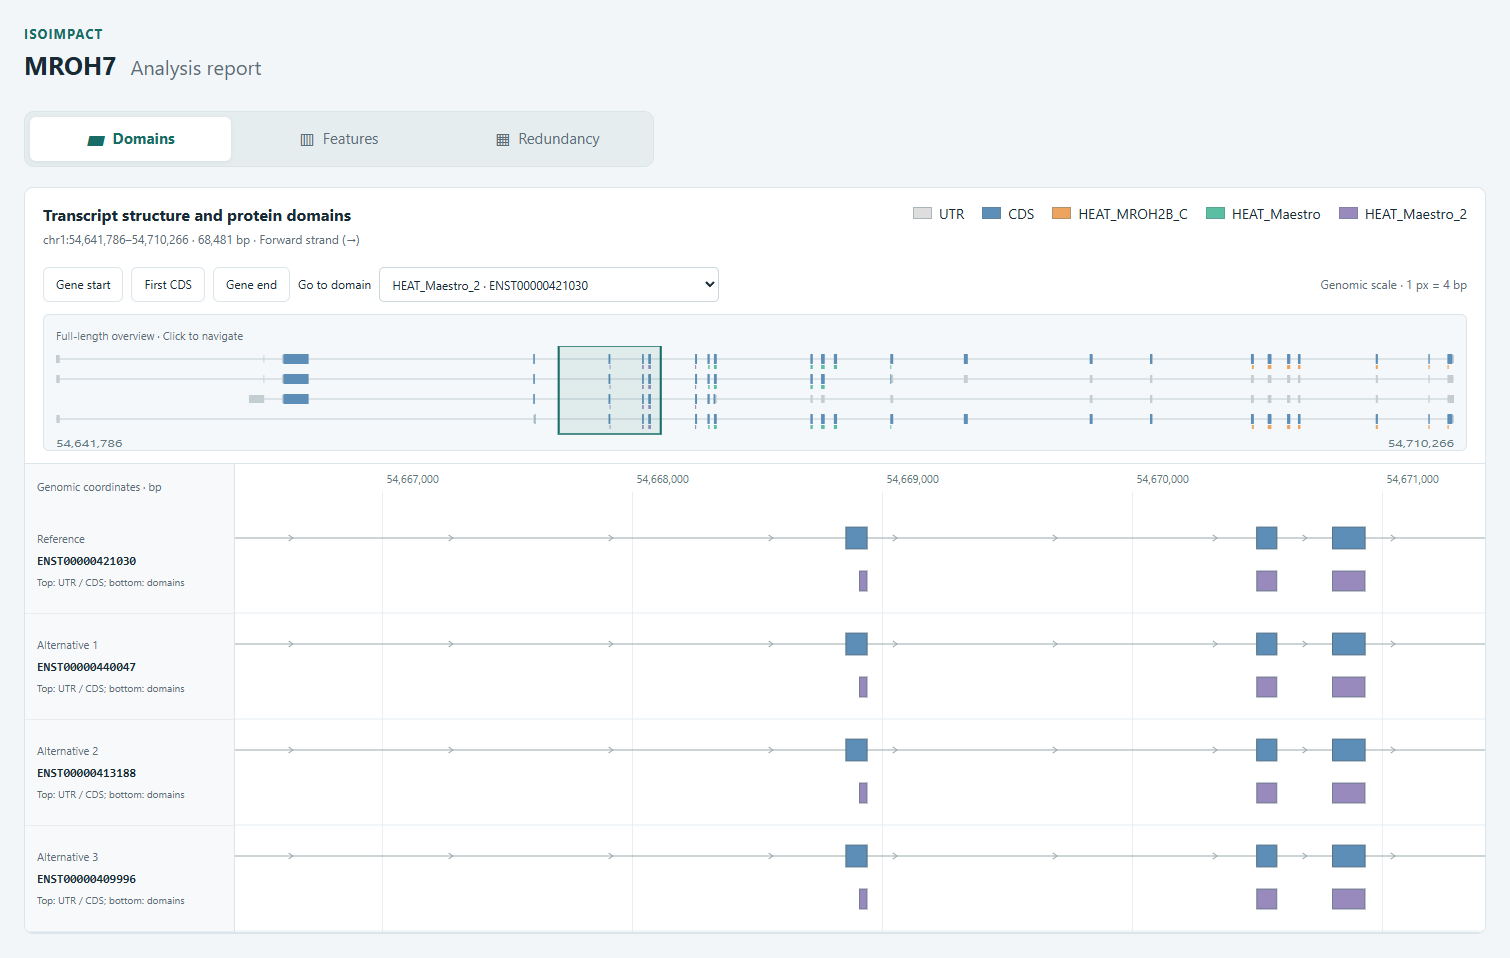 ISOIMPACT
MROH7 Analysis report
Domains Features Redundancy
Transcript structure and protein domains
UTR CDS HEAT_MROH2B_C HEAT_Maestro HEAT_Maestro_2
chr1:54,641,786–54,710,266 · 68,481 bp · Forward strand (→)
Gene start First CDS Gene end Go to domain HEAT_Maestro_2 · ENST00000421030 Genomic scale · 1 px = 4 bp
Full-length overview · Click to navigate
54,641,786 54,710,266
Genomic coordinates · bp 54,667,000 54,668,000 54,669,000 54,670,000 54,671,000
Reference
ENST00000421030
Top: UTR / CDS; bottom: domains
Alternative 1
ENST00000440047
Top: UTR / CDS; bottom: domains
Alternative 2
ENST00000413188
Top: UTR / CDS; bottom: domains
Alternative 3
ENST00000409996
Top: UTR / CDS; bottom: domains